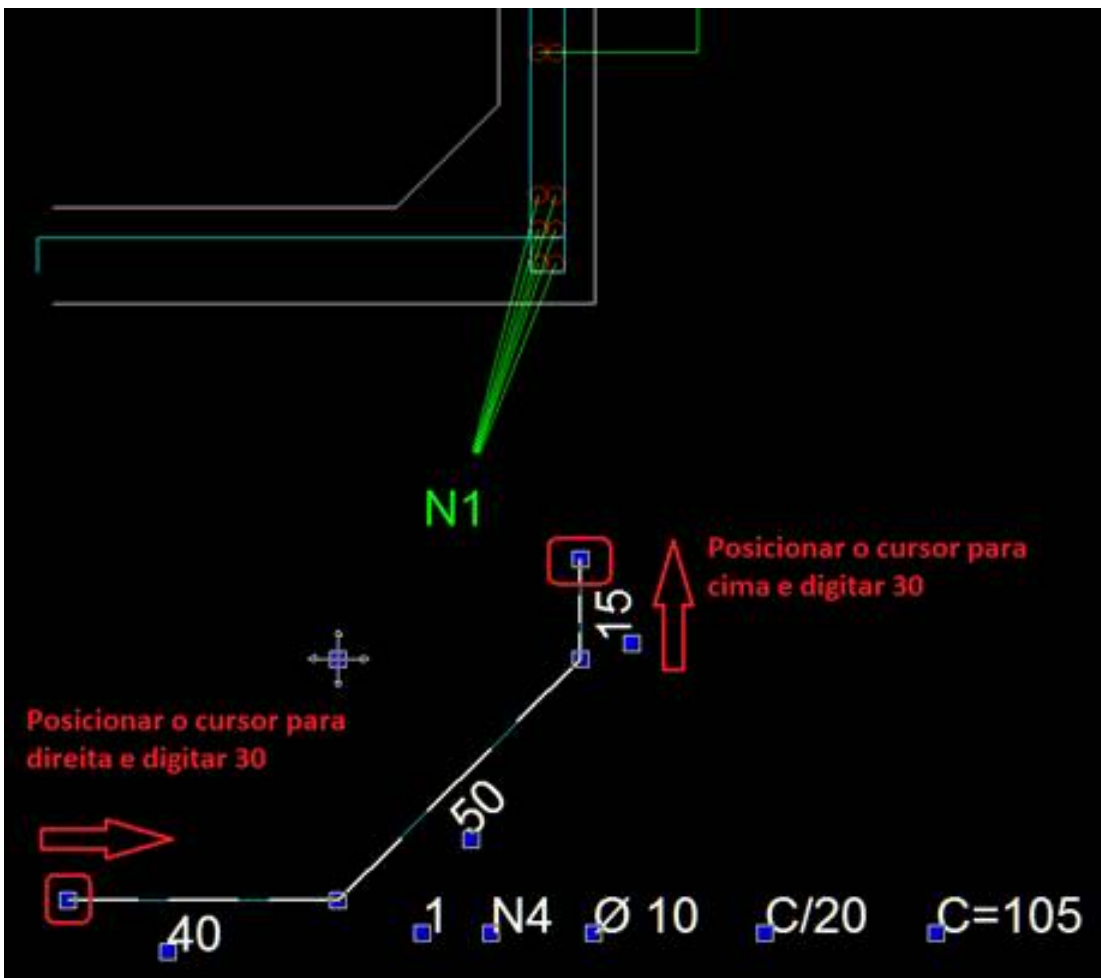 N1
Posicionar o cursor para
cima e digitar 30
15
Posicionar o cursor para
direita e digitar 30
50
40
1 N4 Ø 10 C/20 C=105